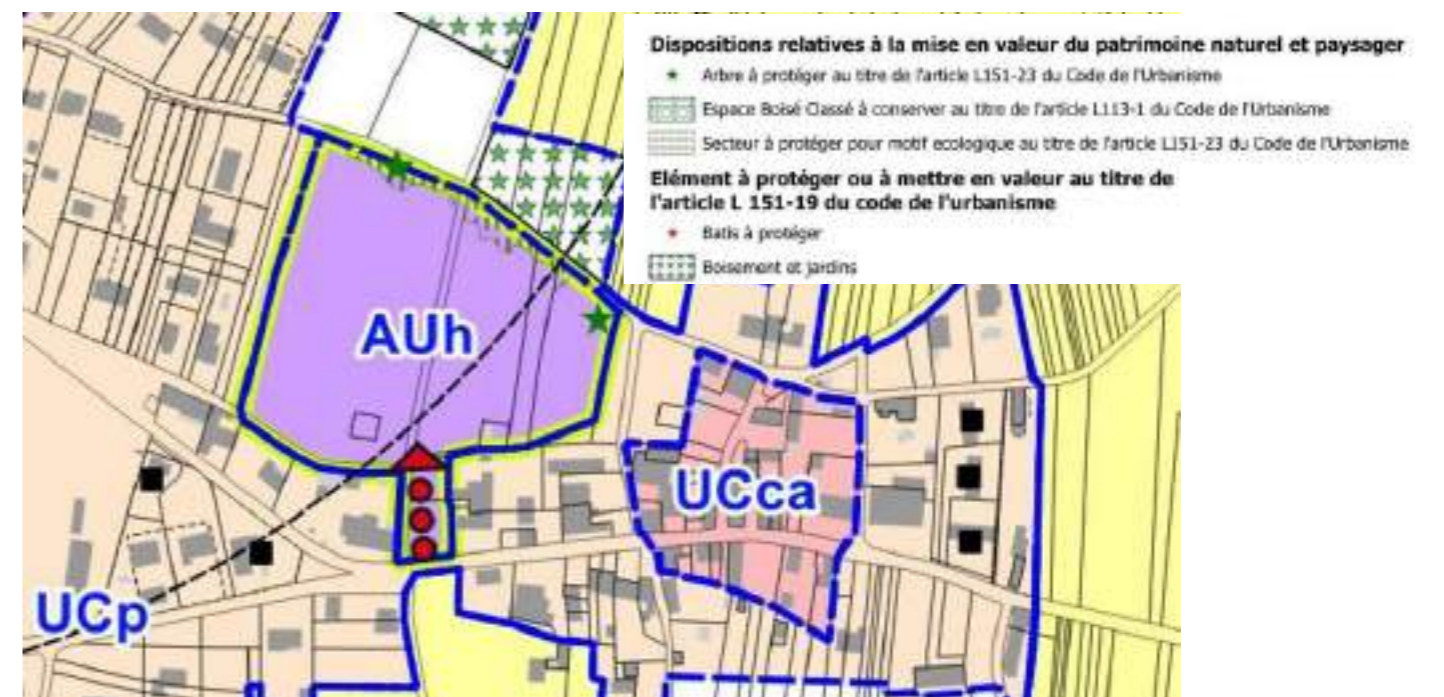 Dispositions relatives à la mise en valeur du patrimoine naturel et paysager
Arbre à protéger au titre de l'article L151-23 du Code de l'Urbanisme
Espace Boisé Classé à conserver au titre de l'article L113-1 du Code de l'Urbanisme
Secteur à protéger pour motif ecologique au titre de l'article L151-23 du Code de l'Urbanisme
Elément à protéger ou à mettre en valeur au titre de
l'article L 151-19 du code de l'urbanisme
Batis à protéger
Boisement et jardins
AUh
UCca
UCp